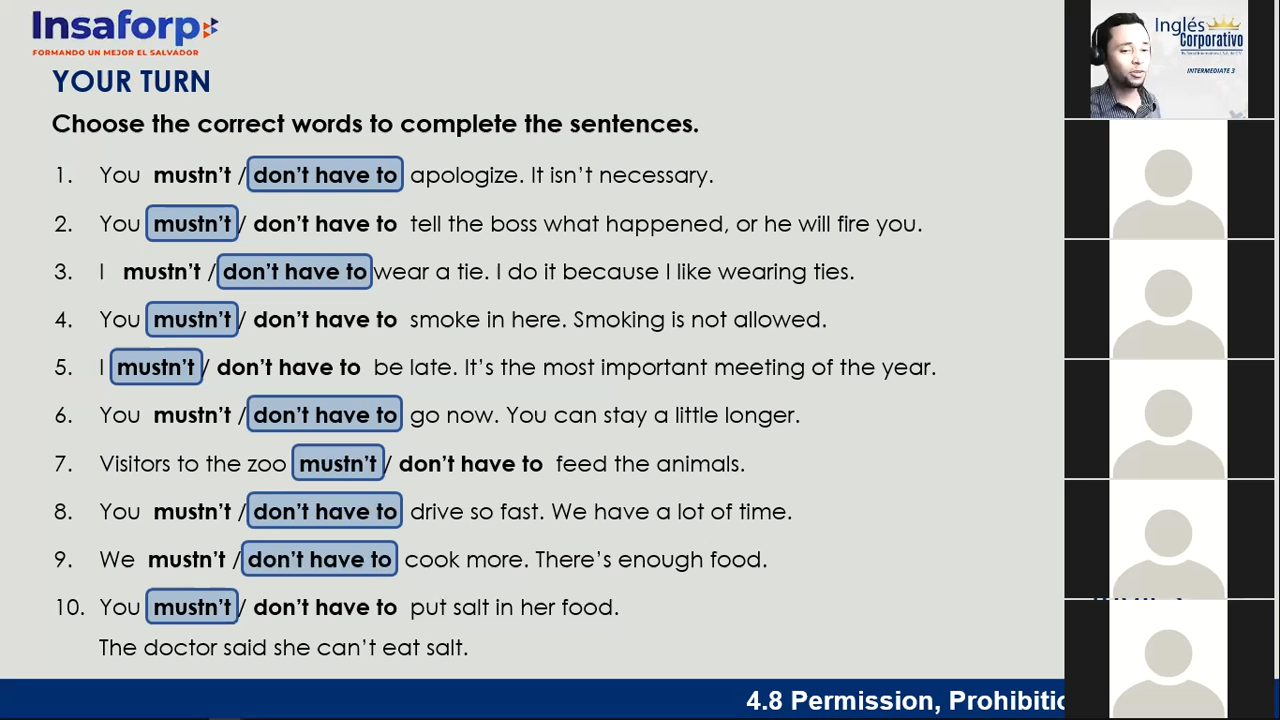 Insaforp
FORMANDO UN MEJOR EL SALVADOR
YOUR TURN
Choose the correct words to complete the sentences.
1. You mustn't / don't have to apologize. It isn't necessary.
2. You mustn't / don't have to tell the boss what happened, or he will fire you.
3. I mustn't / don't have to wear a tie. I do it because I like wearing ties.
4. You mustn't / don't have to smoke in here. Smoking is not allowed.
5. I mustn't / don't have to be late. It's the most important meeting of the year.
6. You mustn't / don't have to go now. You can stay a little longer.
7. Visitors to the zoo mustn't / don't have to feed the animals.
8. You mustn't / don't have to drive so fast. We have a lot of time.
9. We mustn't / don't have to cook more. There's enough food.
10. You mustn't / don't have to put salt in her food.
The doctor said she can't eat salt.
4.8 Permission,
Inglés
Corporativo
INTERMEDIATE 3